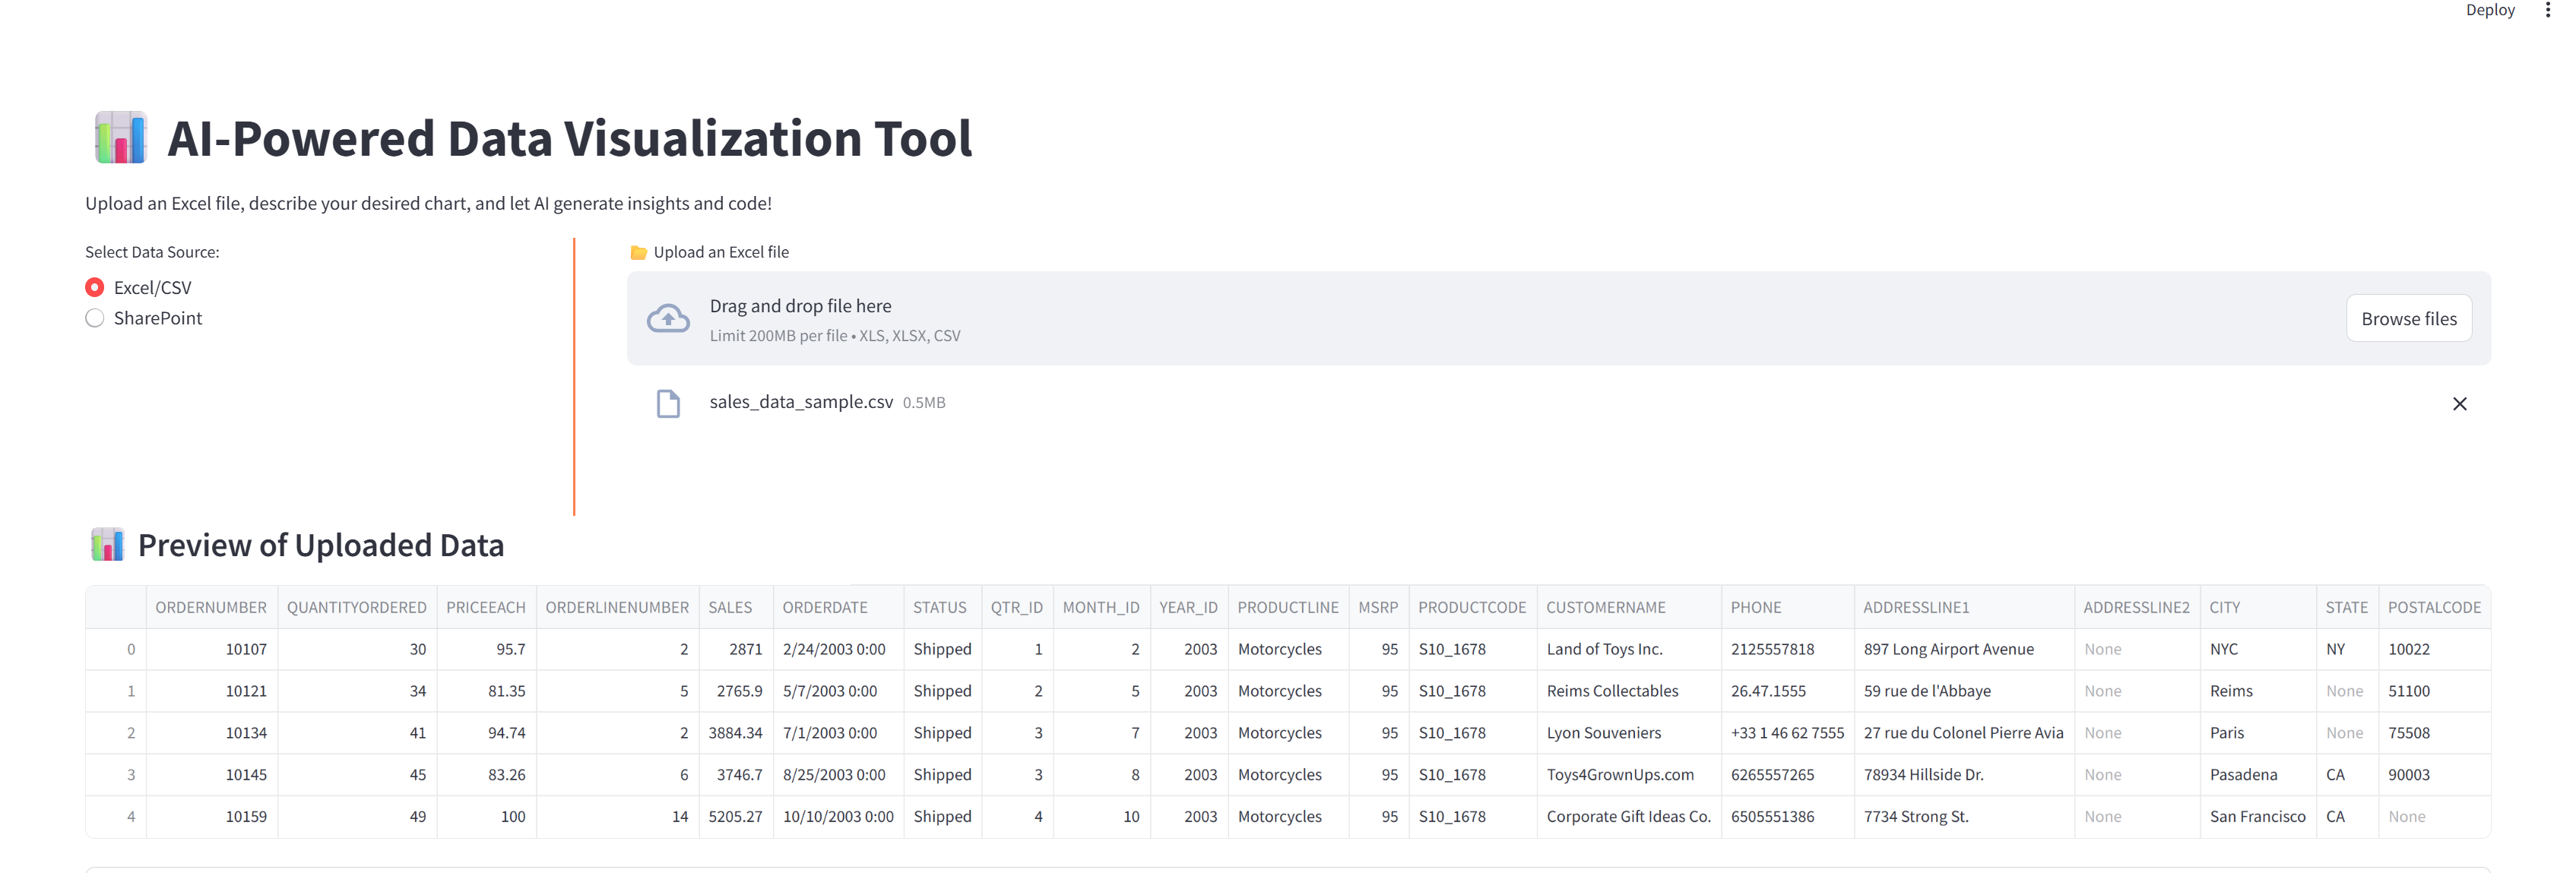 Deploy
AI-Powered Data Visualization Tool
Upload an Excel file, describe your desired chart, and let AI generate insights and code!
Select Data Source:
Excel/CSV
SharePoint
Upload an Excel file
Drag and drop file here
Limit 200MB per file • XLS, XLSX, CSV
Browse files
sales_data_sample.csv 0.5MB
Preview of Uploaded Data
ORDERNUMBER QUANTITYORDERED PRICEEACH ORDERLINENUMBER SALES ORDERDATE STATUS QTR_ID MONTH_ID YEAR_ID PRODUCTLINE MSRP PRODUCTCODE CUSTOMERNAME PHONE ADDRESSLINE1 ADDRESSLINE2 CITY STATE POSTALCODE
0 10107 30 95.7 2 2871 2/24/2003 0:00 Shipped 1 2 2003 Motorcycles 95 S10_1678 Land of Toys Inc. 2125557818 897 Long Airport Avenue None NYC NY 10022
1 10121 34 81.35 5 2765.9 5/7/2003 0:00 Shipped 2 5 2003 Motorcycles 95 S10_1678 Reims Collectables 26.47.1555 59 rue de l'Abbaye None Reims None 51100
2 10134 41 94.74 2 3884.34 7/1/2003 0:00 Shipped 3 7 2003 Motorcycles 95 S10_1678 Lyon Souveniers +33 1 46 62 7555 27 rue du Colonel Pierre Avia None Paris None 75508
3 10145 45 83.26 6 3746.7 8/25/2003 0:00 Shipped 3 8 2003 Motorcycles 95 S10_1678 Toys4GrownUps.com 6265557265 78934 Hillside Dr. None Pasadena CA 90003
4 10159 49 100 14 5205.27 10/10/2003 0:00 Shipped 4 10 2003 Motorcycles 95 S10_1678 Corporate Gift Ideas Co. 6505551386 7734 Strong St. None San Francisco CA None